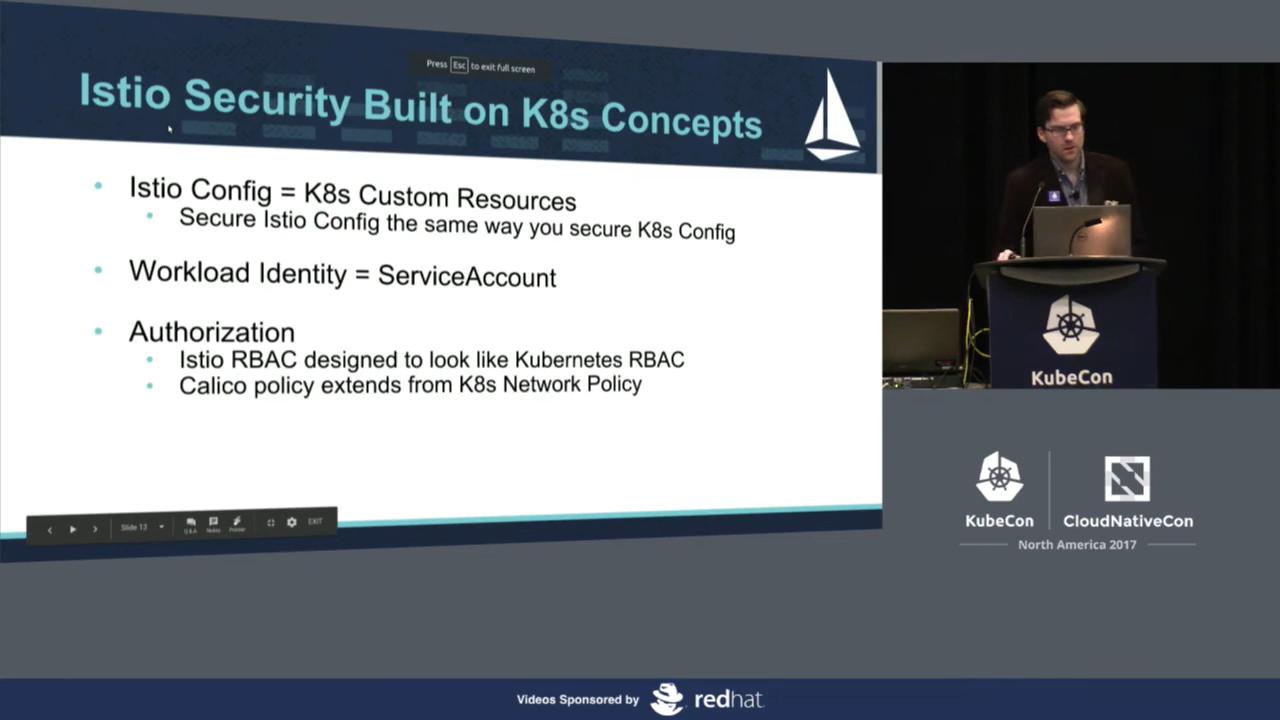 Press Esc to exit full screen
Istio Security Built on K8s Concepts
Istio Config = K8s Custom Resources
Secure Istio Config the same way you secure K8s Config
Workload Identity = ServiceAccount
Authorization
Istio RBAC designed to look like Kubernetes RBAC
Calico policy extends from K8s Network Policy
Slide 13
Q&A
Notes
Pointer
EXIT
KubeCon
KubeCon
CloudNativeCon
North America 2017
Videos Sponsored by redhat